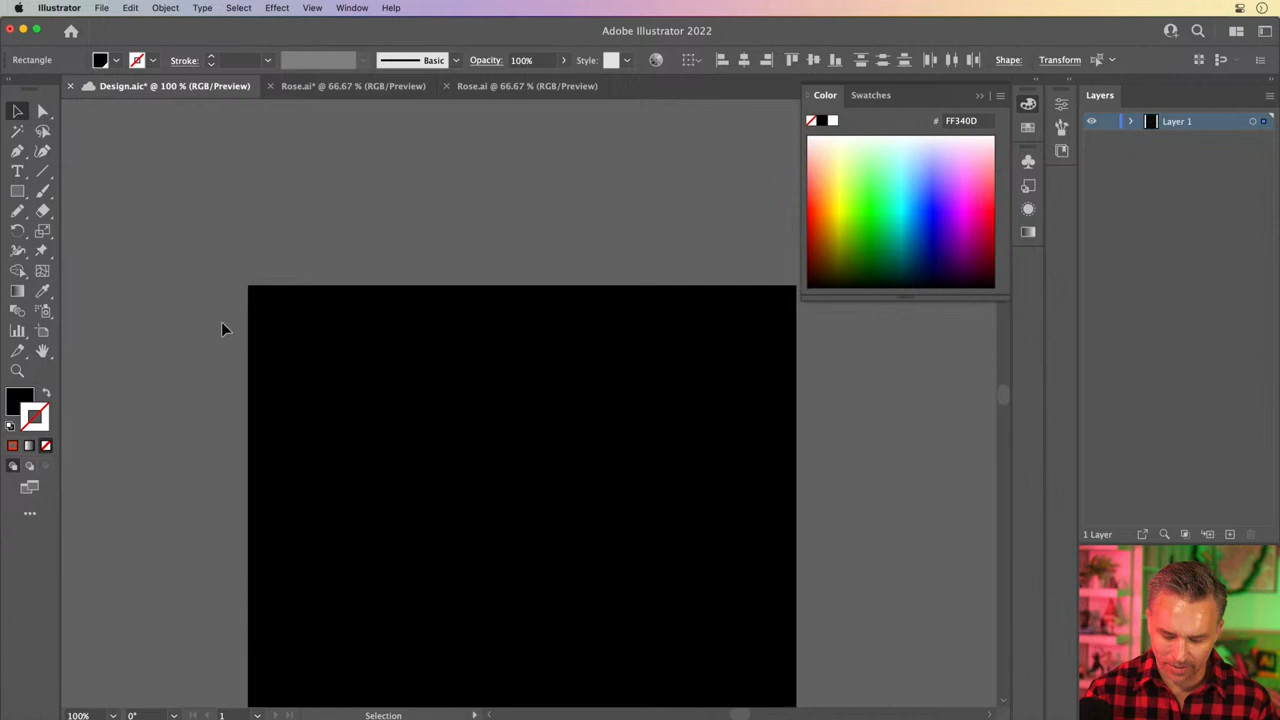 Illustrator File Edit Object Type Select Effect View Window Help
Adobe Illustrator 2022
Rectangle Stroke: Basic Opacity: 100% Style: Shape: Transform
Design.aic* @ 100 % (RGB/Preview) Rose.ai* @ 66.67 % (RGB/Preview) Rose.ai @ 66.67 % (RGB/Preview)
Color Swatches
Layers
# FF340D
Layer 1
1 Layer
100% 0° 1 Selection